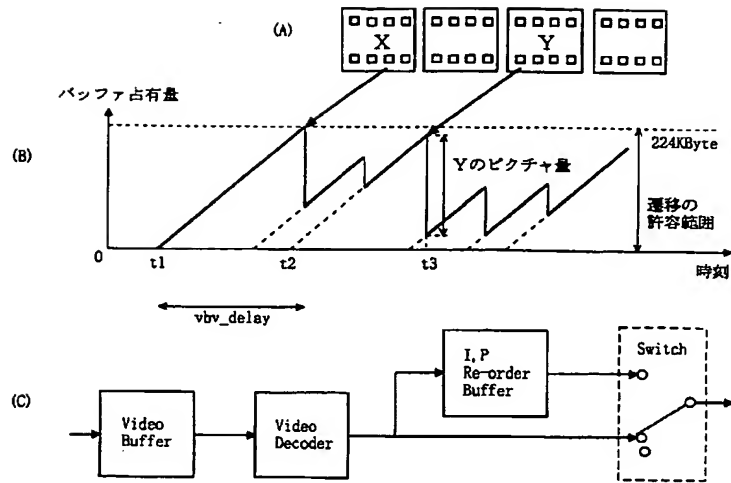 (A)
X
Y
バッファ占有量
(B)
224KByte
Yのピクチャ量
遷移の
許容範囲
0
t1
t2
t3
時刻
vbv_delay
(C)
Video
Buffer
Video
Decoder
I,P
Re-order
Buffer
Switch